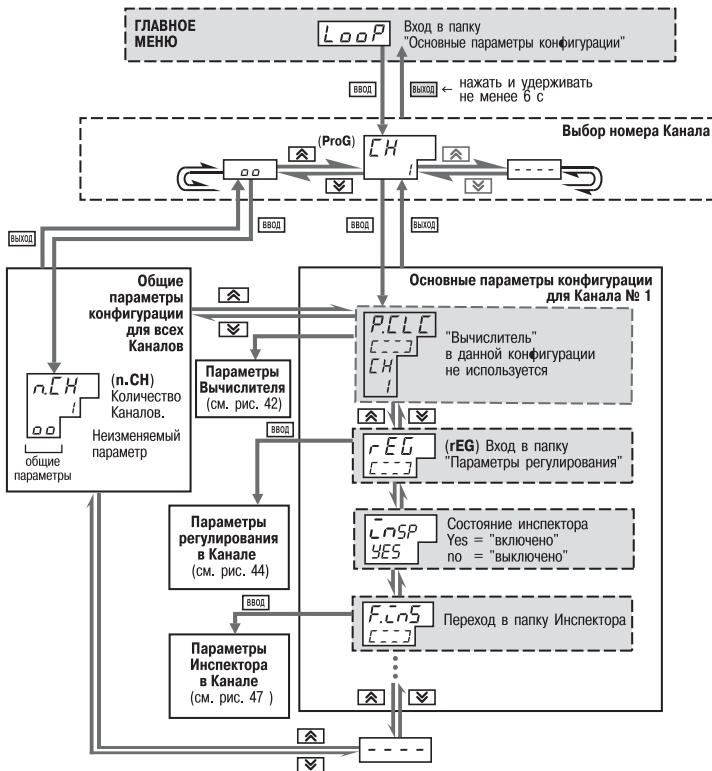 ГЛАВНОЕ
МЕНЮ
LooP
Вход в папку
"Основные параметры конфигурации"
ВВОД
ВЫХОД
← нажать и удерживать
не менее 6 с
Выбор номера Канала
(ProG)
oo
CH
1
- - - -
ВЫХОД
ВВОД
ВВОД
ВЫХОД
Общие
параметры
конфигурации
для всех
Каналов
n.CH
1
oo
общие
параметры
(n.CH)
Количество
Каналов.
Неизменяемый
параметр
Основные параметры конфигурации
для Канала № 1
P.CLC
[---]
CH
1
"Вычислитель"
в данной конфигурации
не используется
Параметры
Вычислителя
(см. рис. 42)
ВВОД
rEG
[---]
(rEG) Вход в папку
"Параметры регулирования"
Параметры
регулирования
в Канале
(см. рис. 44)
inSP
YES
Состояние инспектора
Yes = "включено"
no = "выключено"
ВВОД
F.inS
[---]
Переход в папку Инспектора
Параметры
Инспектора
в Канале
(см. рис. 47 )
- - - -